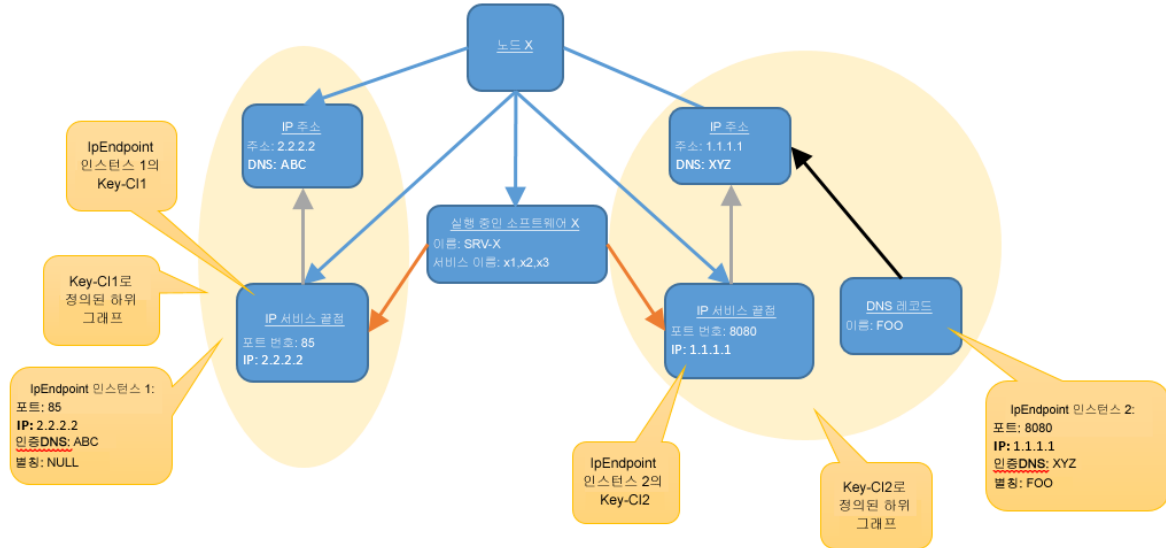 노드 X
IP 주소
주소: 2.2.2.2
DNS: ABC
IP 주소
주소: 1.1.1.1
DNS: XYZ
IpEndpoint
인스턴스 1의
Key-CI1
실행 중인 소프트웨어 X
이름: SRV-X
서비스 이름: x1,x2,x3
Key-CI1로
정의된 하위
그래프
IP 서비스 끝점
포트 번호: 85
IP: 2.2.2.2
IP 서비스 끝점
포트 번호: 8080
IP: 1.1.1.1
DNS 레코드
이름: FOO
IpEndpoint 인스턴스 1:
포트: 85
IP: 2.2.2.2
인증DNS: ABC
별칭: NULL
IpEndpoint
인스턴스 2의
Key-CI2
Key-CI2로
정의된 하위
그래프
IpEndpoint 인스턴스 2:
포트: 8080
IP: 1.1.1.1
인증DNS: XYZ
별칭: FOO